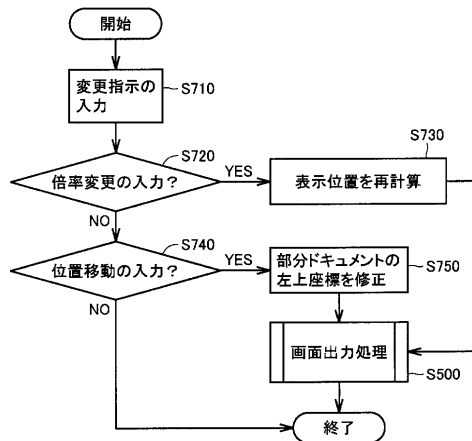 開始
変更指示の
入力
S710
倍率変更の入力？
S720
YES
NO
表示位置を再計算
S730
位置移動の入力？
S740
YES
NO
部分ドキュメントの
左上座標を修正
S750
画面出力処理
S500
終了